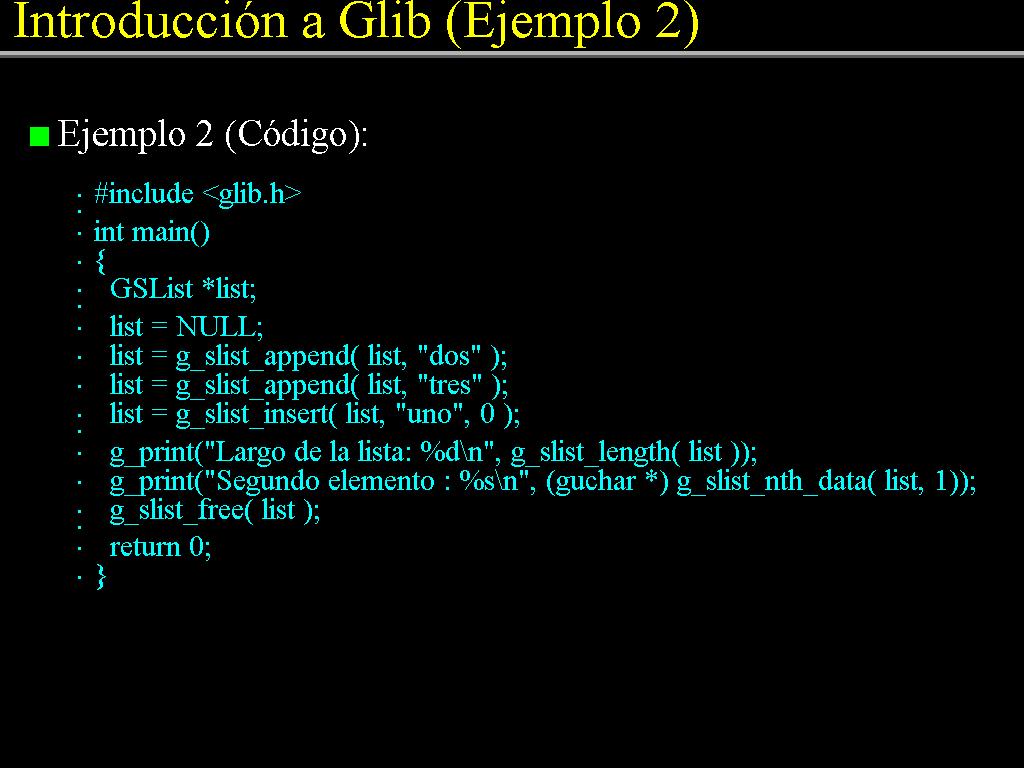 Introducción a Glib (Ejemplo 2)
Ejemplo 2 (Código):
#include <glib.h>
int main()
{
GSList *list;
list = NULL;
list = g_slist_append( list, "dos" );
list = g_slist_append( list, "tres" );
list = g_slist_insert( list, "uno", 0 );
g_print("Largo de la lista: %d\n", g_slist_length( list ));
g_print("Segundo elemento : %s\n", (guchar *) g_slist_nth_data( list, 1));
g_slist_free( list );
return 0;
}